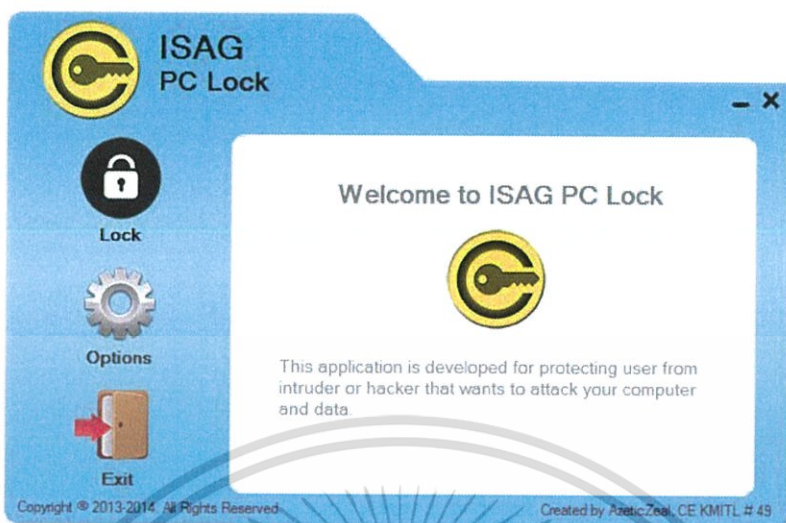 ISAG
PC Lock
Lock
Options
Exit
Welcome to ISAG PC Lock
This application is developed for protecting user from
intruder or hacker that wants to attack your computer
and data.
Copyright © 2013-2014. All Rights Reserved
Created by AzeticZeal, CE KMITL # 49